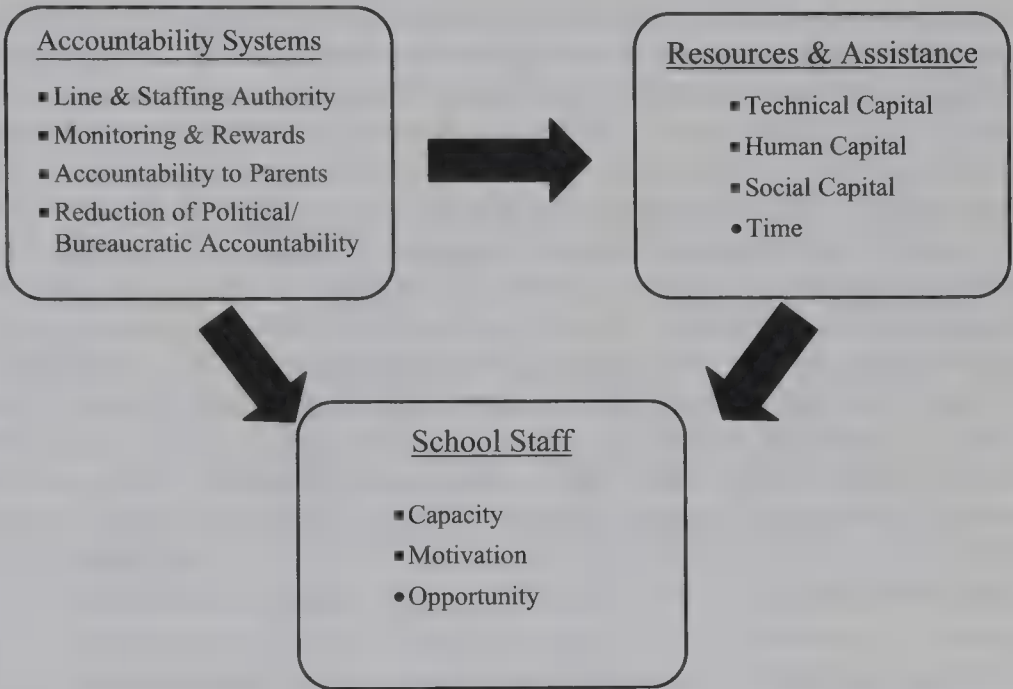 Accountability Systems
▪ Line & Staffing Authority
▪ Monitoring & Rewards
▪ Accountability to Parents
▪ Reduction of Political/
Bureaucratic Accountability
Resources & Assistance
▪ Technical Capital
▪ Human Capital
▪ Social Capital
• Time
School Staff
▪ Capacity
▪ Motivation
• Opportunity